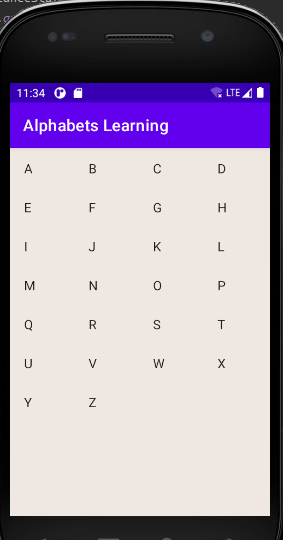 11:34 LTE
Alphabets Learning
A B C D
E F G H
I J K L
M N O P
Q R S T
U V W X
Y Z